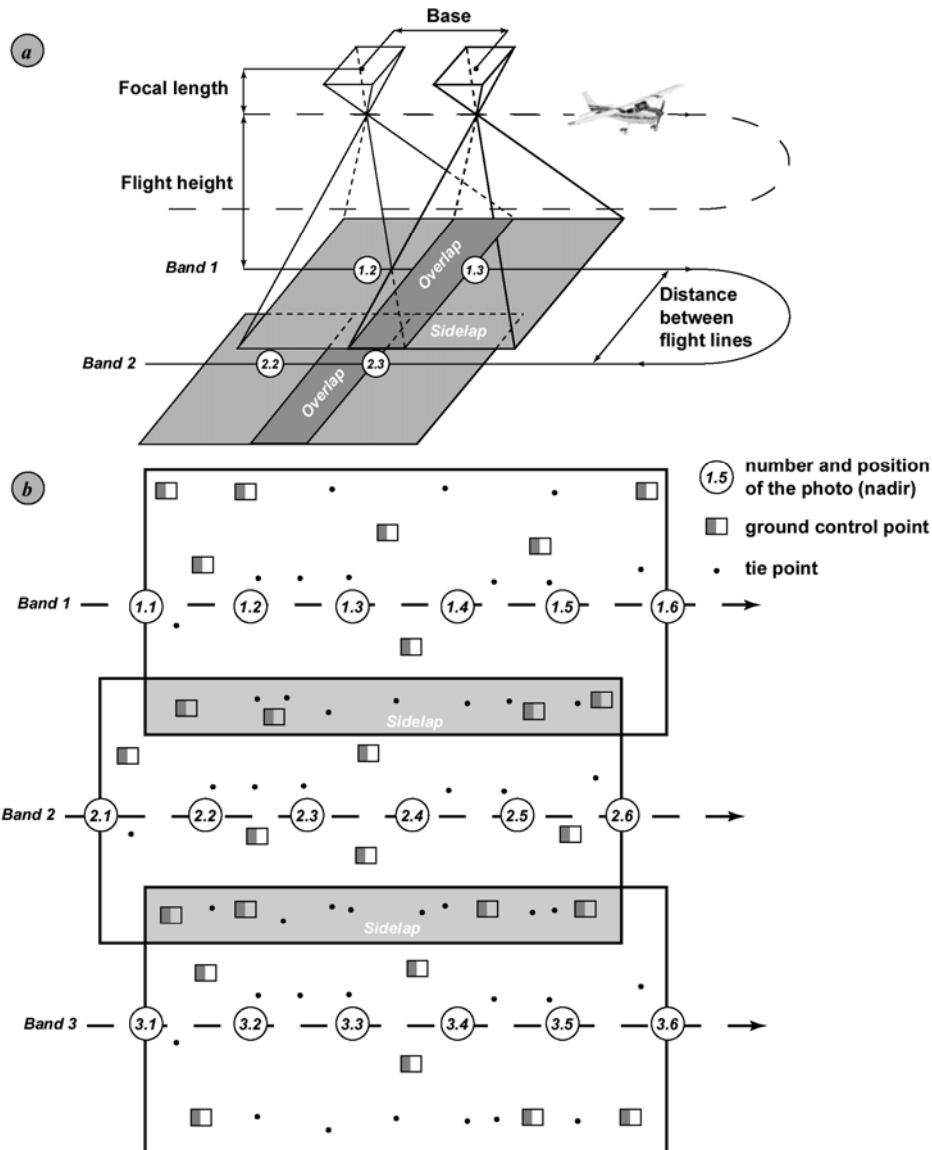 a
Base
Focal length
Flight height
Band 1
1.2
Overlap
1.3
Distance
between
flight lines
Sidelap
Band 2
2.2
Overlap
2.3
b
1.5
number and position
of the photo (nadir)
ground control point
tie point
Band 1
1.1
1.2
1.3
1.4
1.5
1.6
Sidelap
Band 2
2.1
2.2
2.3
2.4
2.5
2.6
Sidelap
Band 3
3.1
3.2
3.3
3.4
3.5
3.6